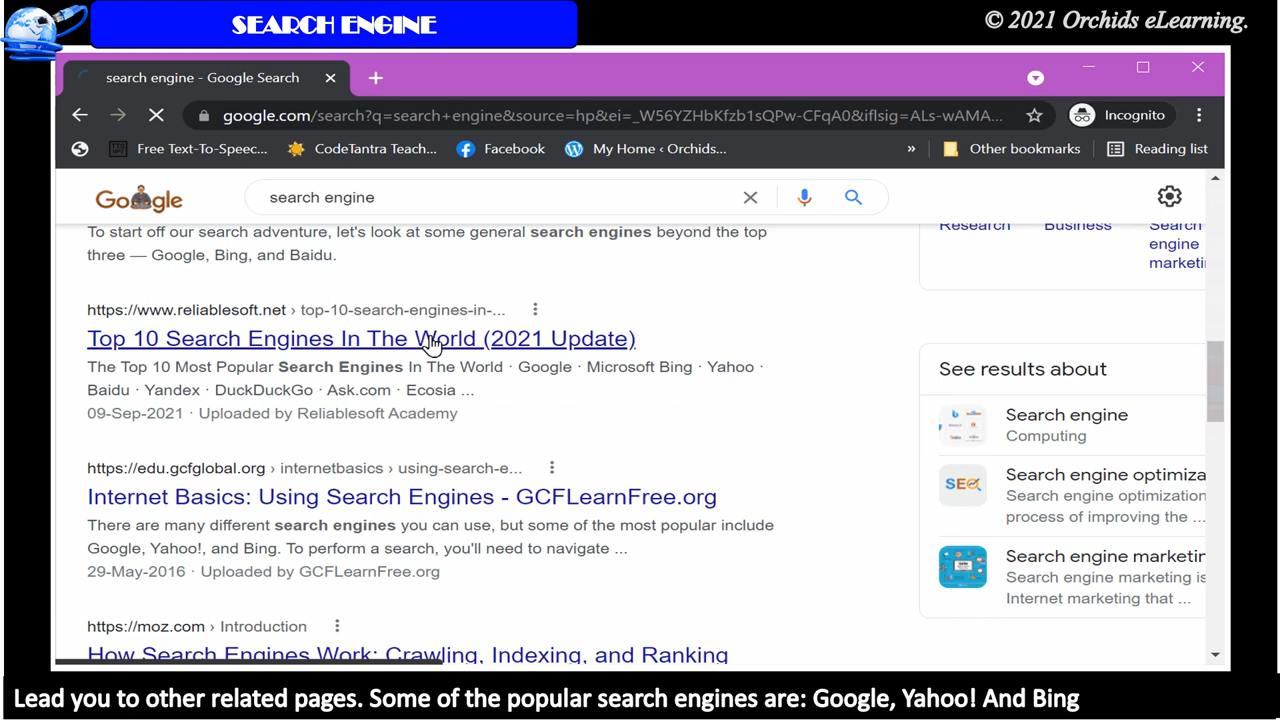 SEARCH ENGINE
© 2021 Orchids eLearning.
search engine - Google Search
google.com/search?q=search+engine&source=hp&ei=_W56YZHbKfzb1sQPw-CFqA0&iflsig=ALs-wAMA...
Incognito
Free Text-To-Speec...
CodeTantra Teach...
Facebook
My Home ‹ Orchids...
»
Other bookmarks
Reading list
Google
search engine
To start off our search adventure, let's look at some general search engines beyond the top
three — Google, Bing, and Baidu.
https://www.reliablesoft.net › top-10-search-engines-in-...
Top 10 Search Engines In The World (2021 Update)
The Top 10 Most Popular Search Engines In The World · Google · Microsoft Bing · Yahoo ·
Baidu · Yandex · DuckDuckGo · Ask.com · Ecosia ...
09-Sep-2021 · Uploaded by Reliablesoft Academy
https://edu.gcfglobal.org › internetbasics › using-search-e...
Internet Basics: Using Search Engines - GCFLearnFree.org
There are many different search engines you can use, but some of the most popular include
Google, Yahoo!, and Bing. To perform a search, you'll need to navigate ...
29-May-2016 · Uploaded by GCFLearnFree.org
https://moz.com › Introduction
How Search Engines Work: Crawling, Indexing, and Ranking
Research
Business
Search
engine
marketi
See results about
Search engine
Computing
SEO
Search engine optimiza
Search engine optimization
process of improving the ...
Search engine marketin
Search engine marketing is
Internet marketing that ...
Lead you to other related pages. Some of the popular search engines are: Google, Yahoo! And Bing